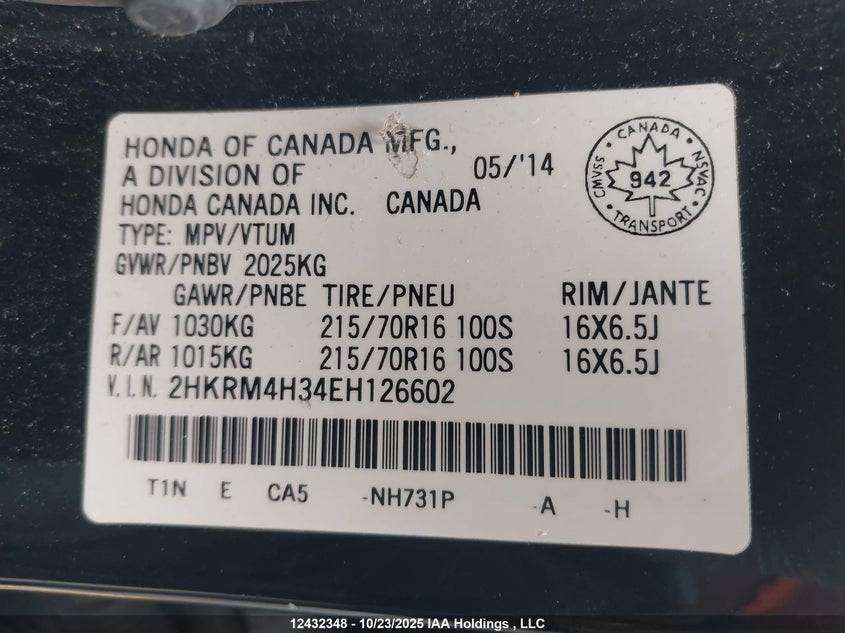 HONDA OF CANADA MFG.,
A DIVISION OF 05/'14
HONDA CANADA INC. CANADA
TYPE: MPV/VTUM
GVWR/PNBV 2025KG
GAWR/PNBE TIRE/PNEU RIM/JANTE
F/AV 1030KG 215/70R16 100S 16X6.5J
R/AR 1015KG 215/70R16 100S 16X6.5J
V.I.N. 2HKRM4H34EH126602
T1N E CA5 -NH731P -A -H
CANADA
CMVSS 942 NSVAC
TRANSPORT
12432348 - 10/23/2025 IAA Holdings , LLC